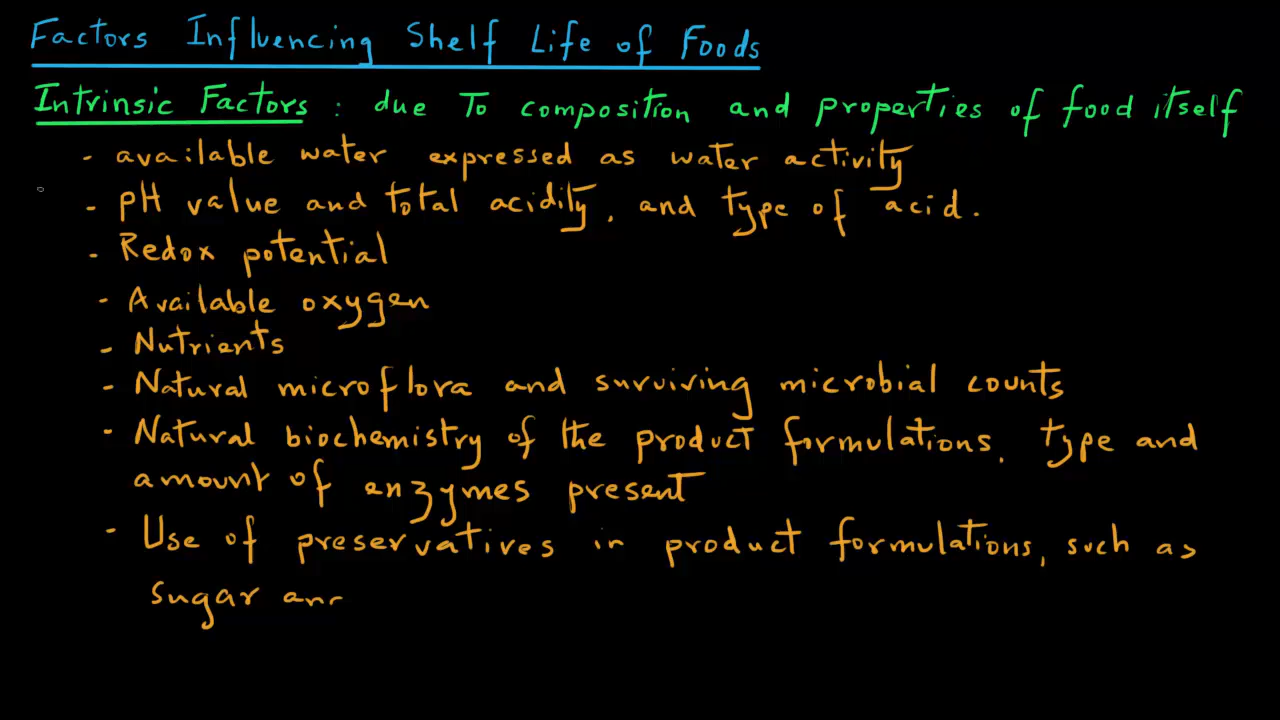 Factors Influencing Shelf Life of Foods
Intrinsic Factors : due To composition and properties of food itself
- available water expressed as water activity
- pH value and total acidity, and type of acid.
- Redox potential
- Available oxygen
- Nutrients
- Natural microflora and surviving microbial counts
- Natural biochemistry of the product formulations, type and
amount of enzymes present
- Use of preservatives in product formulations, such as
sugar